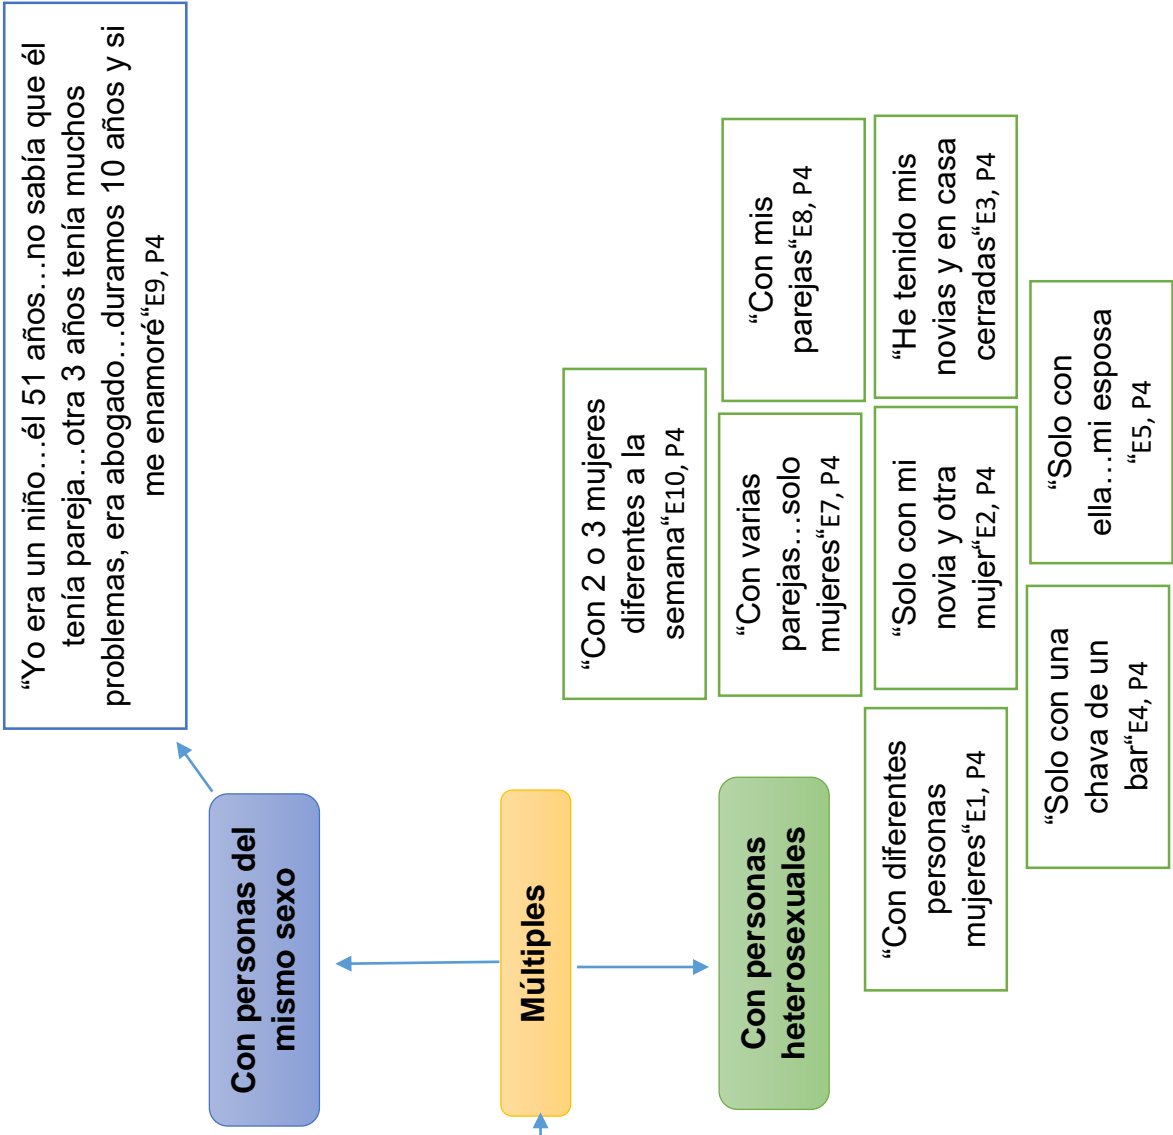 “Yo era un niño…él 51 años…no sabía que él
tenía pareja…otra 3 años tenía muchos
problemas, era abogado…duramos 10 años y si
me enamoré“E9, P4
Con personas del
mismo sexo
Múltiples
Con personas
heterosexuales
“Con 2 o 3 mujeres
diferentes a la
semana“E10, P4
“Con varias
parejas…solo
mujeres“E7, P4
“Con mis
parejas“E8, P4
“Con diferentes
personas
mujeres“E1, P4
“Solo con mi
novia y otra
mujer“E2, P4
“He tenido mis
novias y en casa
cerradas“E3, P4
“Solo con una
chava de un
bar“E4, P4
“Solo con
ella…mi esposa
“E5, P4